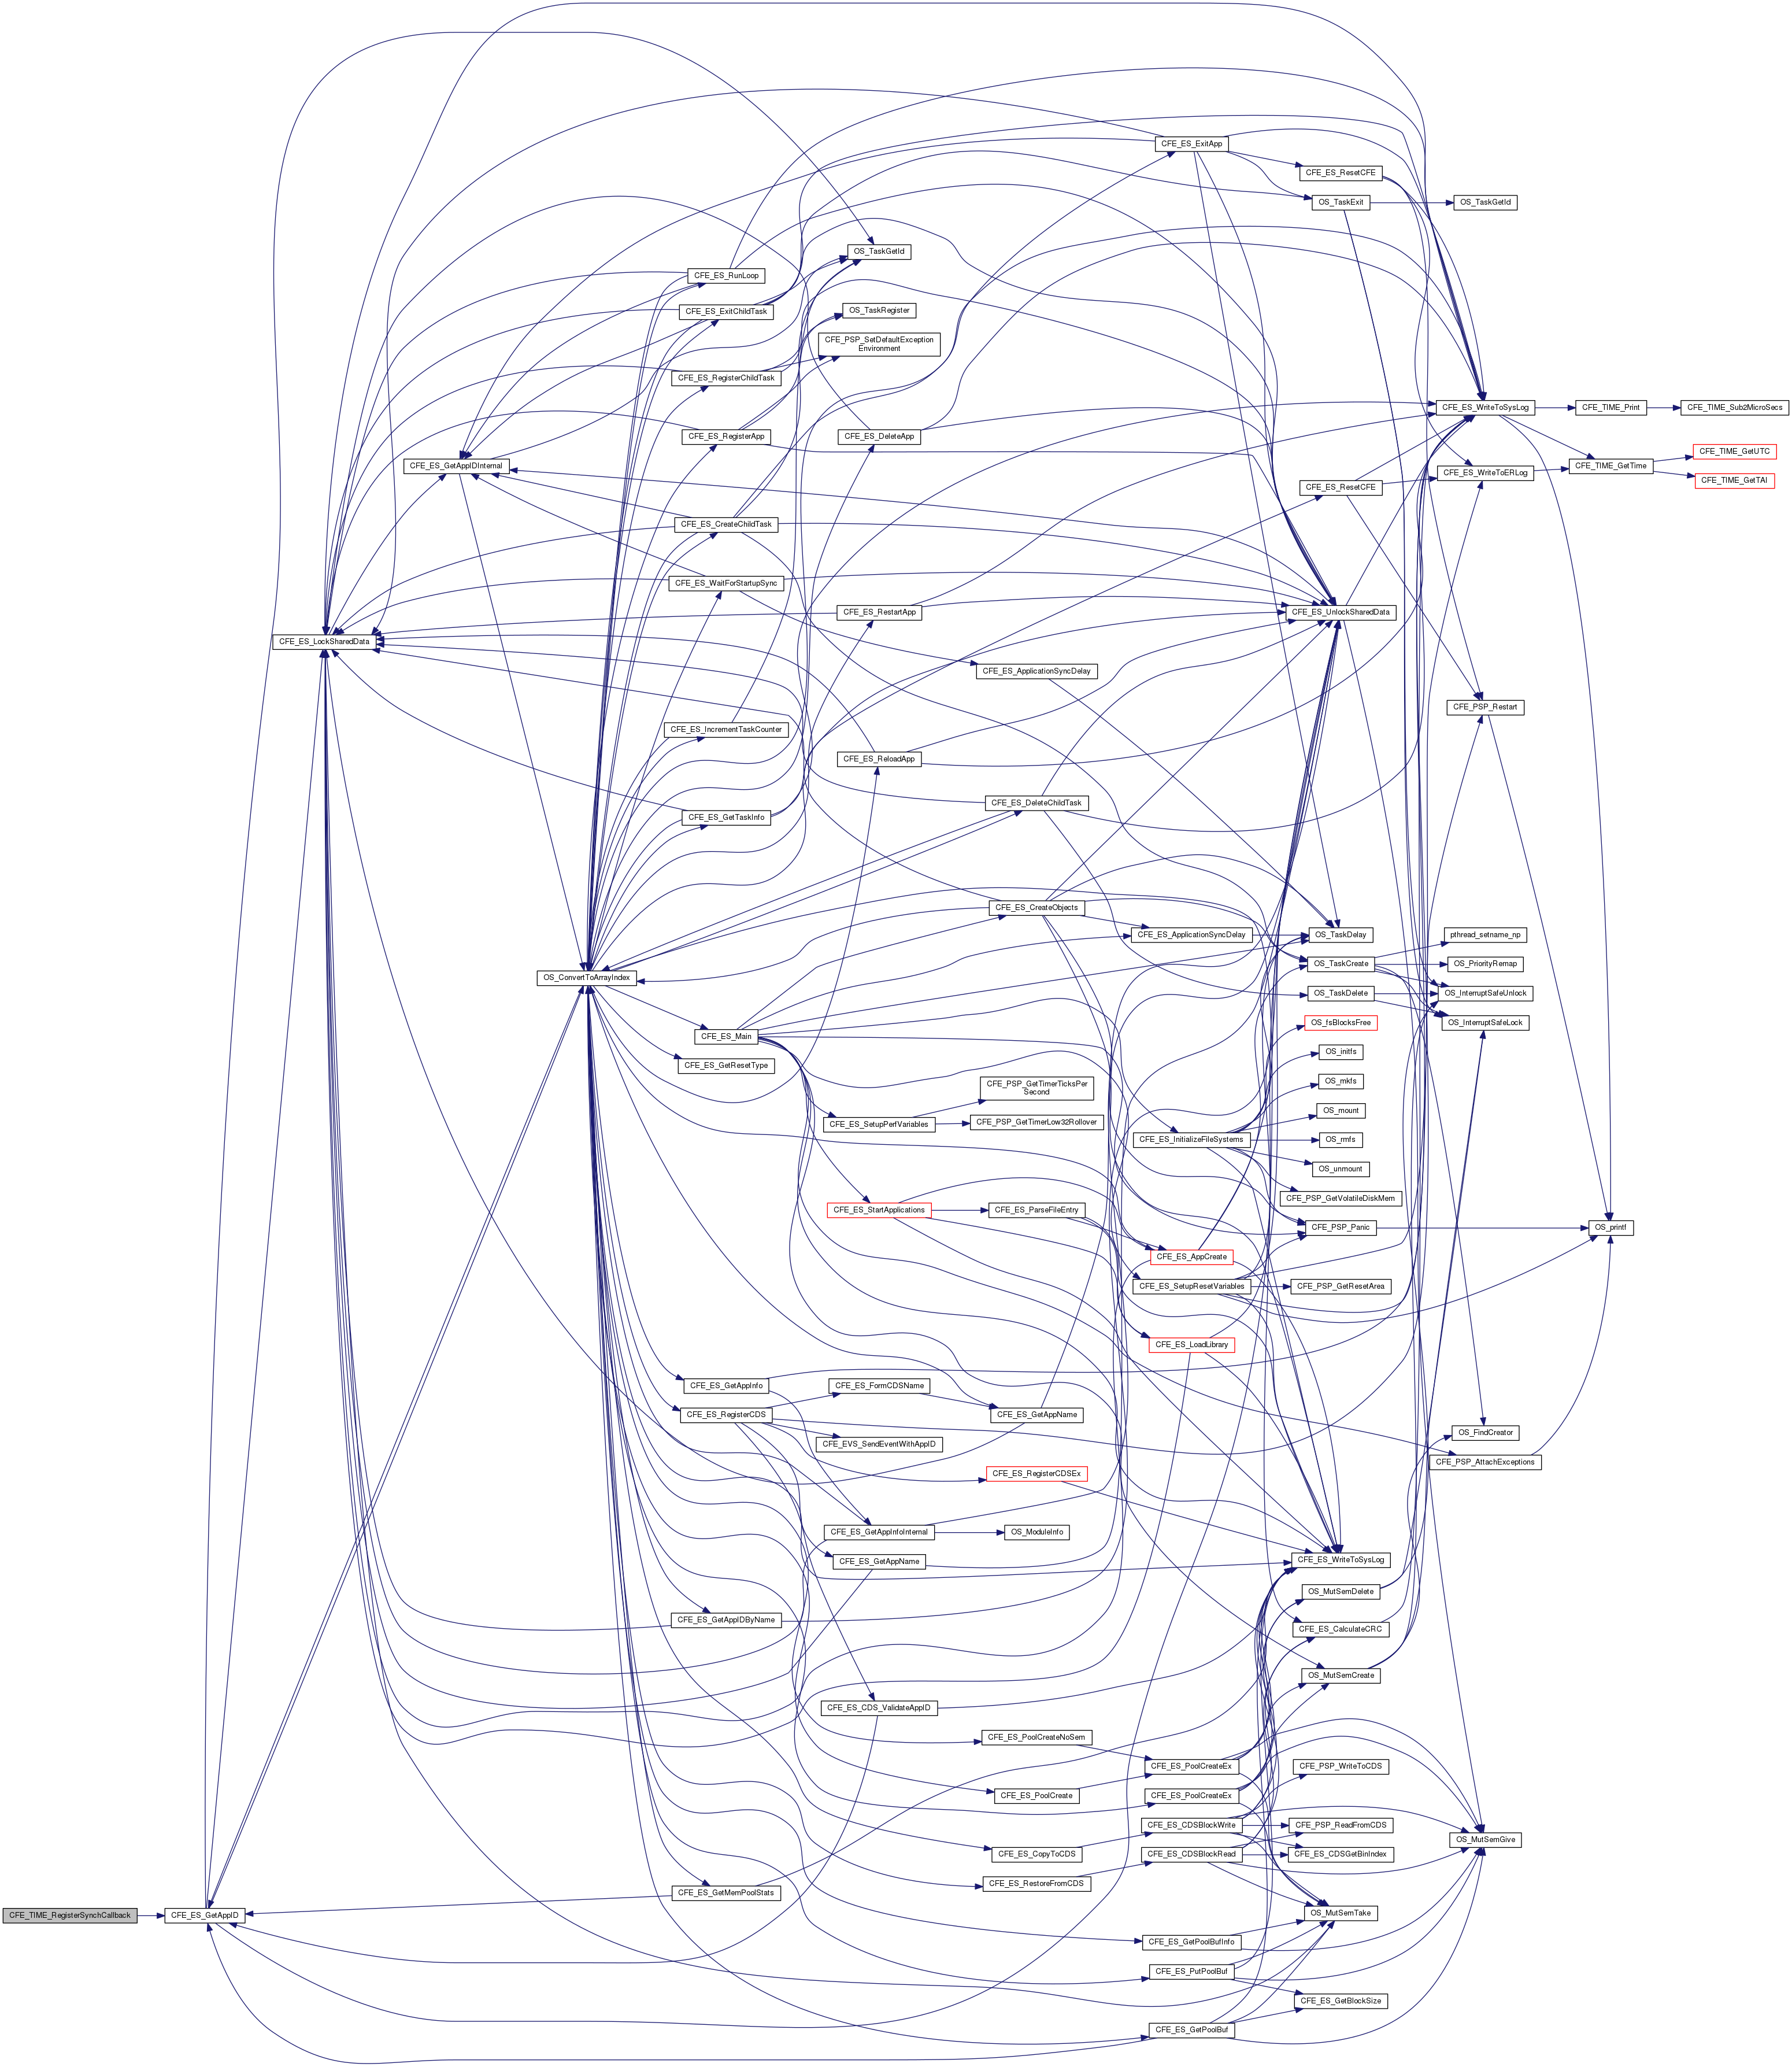 CFE_ES_ExitApp
CFE_ES_ResetCFE
OS_TaskExit
OS_TaskGetId
OS_TaskGetId
CFE_ES_RunLoop
CFE_ES_ExitChildTask
OS_TaskRegister
CFE_PSP_SetDefaultException
Environment
CFE_ES_RegisterChildTask
CFE_ES_WriteToSysLog
CFE_TIME_Print
CFE_TIME_Sub2MicroSecs
CFE_ES_RegisterApp
CFE_ES_DeleteApp
CFE_TIME_GetUTC
CFE_ES_GetAppIDInternal
CFE_ES_WriteToERLog
CFE_TIME_GetTime
CFE_TIME_GetTAI
CFE_ES_ResetCFE
CFE_ES_CreateChildTask
CFE_ES_WaitForStartupSync
CFE_ES_RestartApp
CFE_ES_UnlockSharedData
CFE_ES_LockSharedData
CFE_ES_ApplicationSyncDelay
CFE_PSP_Restart
CFE_ES_IncrementTaskCounter
CFE_ES_ReloadApp
CFE_ES_DeleteChildTask
CFE_ES_GetTaskInfo
CFE_ES_CreateObjects
CFE_ES_ApplicationSyncDelay
OS_TaskDelay
pthread_setname_np
OS_TaskCreate
OS_PriorityRemap
OS_ConvertToArrayIndex
OS_TaskDelete
OS_InterruptSafeUnlock
OS_fsBlocksFree
OS_InterruptSafeLock
CFE_ES_Main
OS_initfs
CFE_ES_GetResetType
OS_mkfs
CFE_PSP_GetTimerTicksPer
Second
OS_mount
CFE_ES_SetupPerfVariables
CFE_PSP_GetTimerLow32Rollover
CFE_ES_InitializeFileSystems
OS_rmfs
OS_unmount
CFE_PSP_GetVolatileDiskMem
CFE_ES_StartApplications
CFE_ES_ParseFileEntry
CFE_PSP_Panic
OS_printf
CFE_ES_AppCreate
CFE_ES_SetupResetVariables
CFE_PSP_GetResetArea
CFE_ES_LoadLibrary
CFE_ES_GetAppInfo
CFE_ES_FormCDSName
CFE_ES_RegisterCDS
CFE_ES_GetAppName
CFE_EVS_SendEventWithAppID
OS_FindCreator
CFE_PSP_AttachExceptions
CFE_ES_RegisterCDSEx
CFE_ES_GetAppInfoInternal
OS_ModuleInfo
CFE_ES_GetAppName
CFE_ES_WriteToSysLog
OS_MutSemDelete
CFE_ES_GetAppIDByName
CFE_ES_CalculateCRC
OS_MutSemCreate
CFE_ES_CDS_ValidateAppID
CFE_ES_PoolCreateNoSem
CFE_ES_PoolCreateEx
CFE_PSP_WriteToCDS
CFE_ES_PoolCreate
CFE_ES_PoolCreateEx
CFE_ES_CDSBlockWrite
CFE_PSP_ReadFromCDS
OS_MutSemGive
CFE_ES_CopyToCDS
CFE_ES_CDSBlockRead
CFE_ES_CDSGetBinIndex
CFE_ES_RestoreFromCDS
CFE_ES_GetMemPoolStats
CFE_TIME_RegisterSynchCallback
CFE_ES_GetAppID
OS_MutSemTake
CFE_ES_GetPoolBufInfo
CFE_ES_PutPoolBuf
CFE_ES_GetBlockSize
CFE_ES_GetPoolBuf